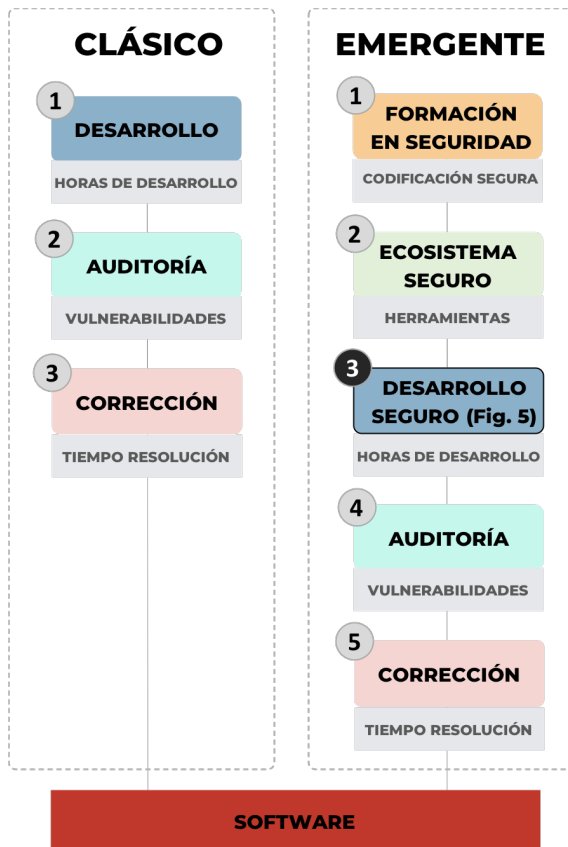 CLÁSICO
1
DESARROLLO
HORAS DE DESARROLLO
2
AUDITORÍA
VULNERABILIDADES
3
CORRECCIÓN
TIEMPO RESOLUCIÓN
EMERGENTE
1
FORMACIÓN
EN SEGURIDAD
CODIFICACIÓN SEGURA
2
ECOSISTEMA
SEGURO
HERRAMIENTAS
3
DESARROLLO
SEGURO (Fig. 5)
HORAS DE DESARROLLO
4
AUDITORÍA
VULNERABILIDADES
5
CORRECCIÓN
TIEMPO RESOLUCIÓN
SOFTWARE